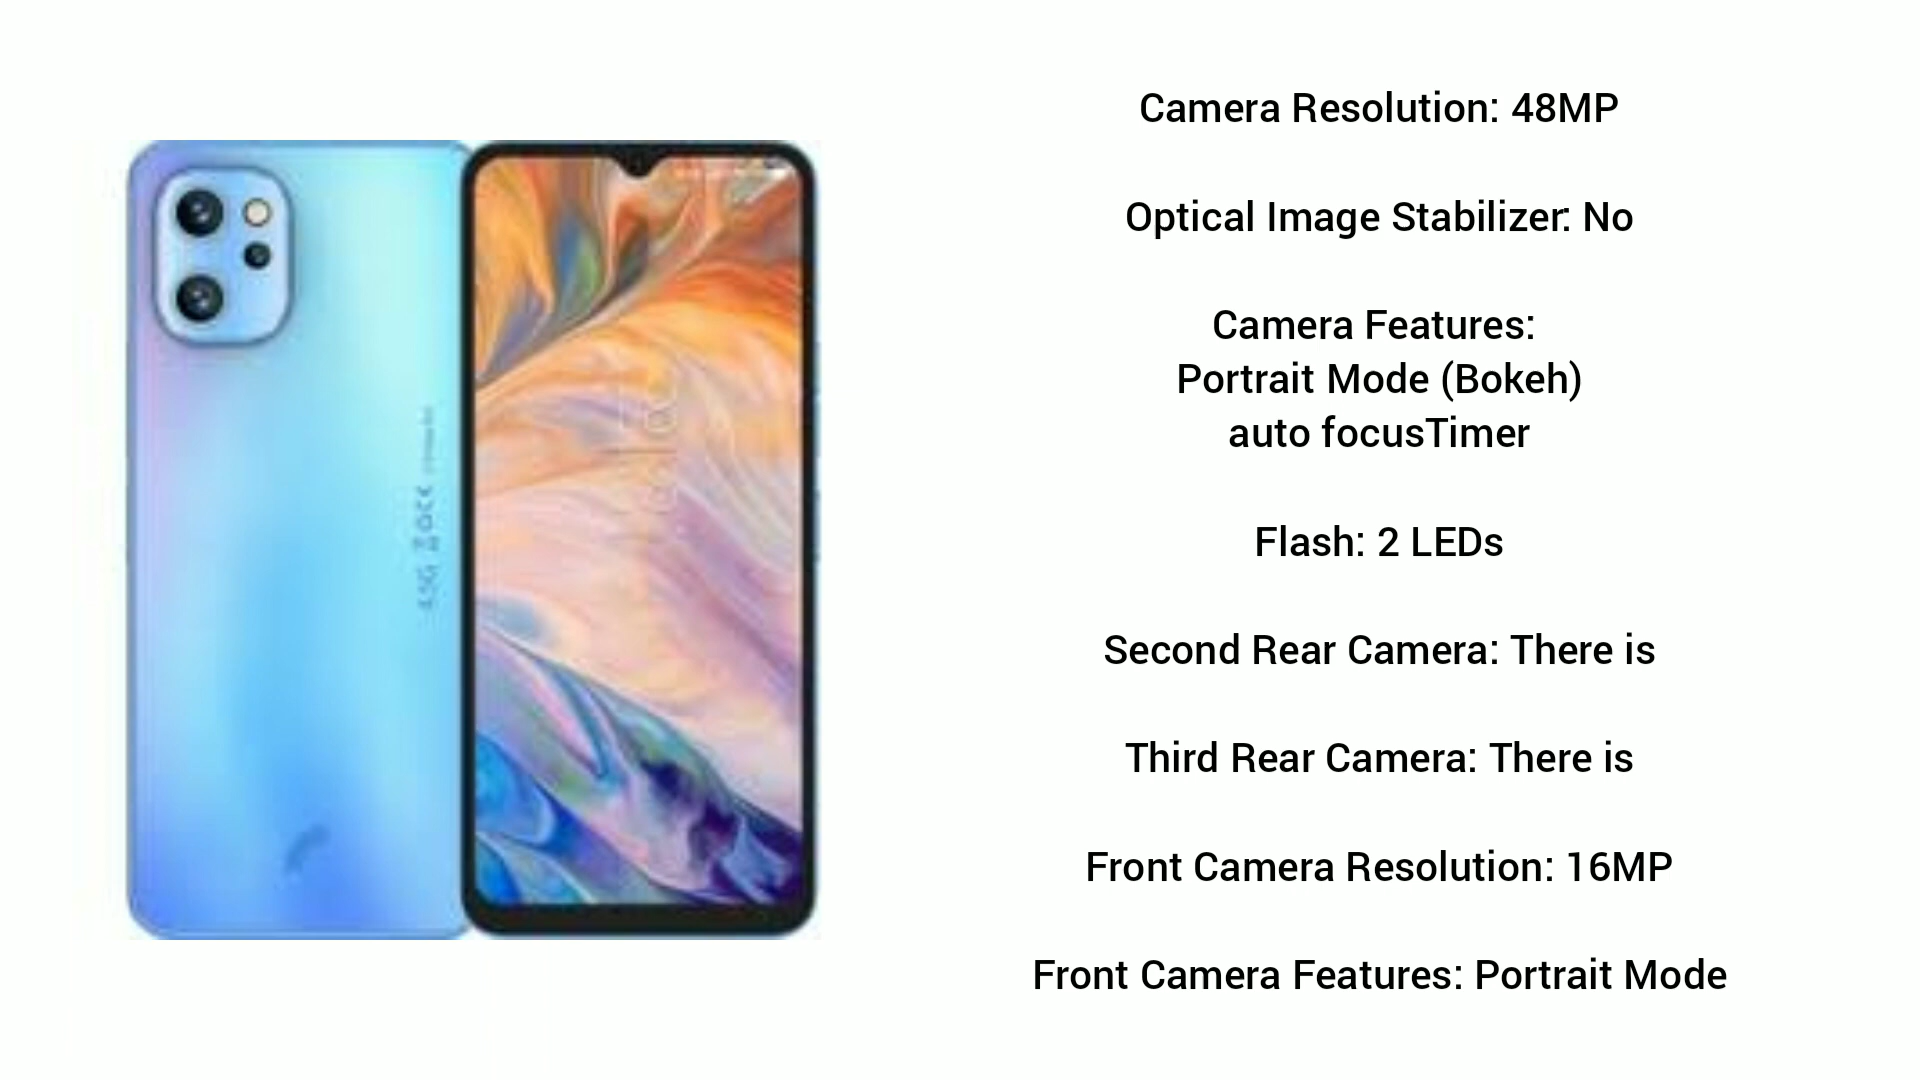 Camera Resolution: 48MP
Optical Image Stabilizer: No
Camera Features:
Portrait Mode (Bokeh)
auto focusTimer
Flash: 2 LEDs
Second Rear Camera: There is
Third Rear Camera: There is
Front Camera Resolution: 16MP
Front Camera Features: Portrait Mode